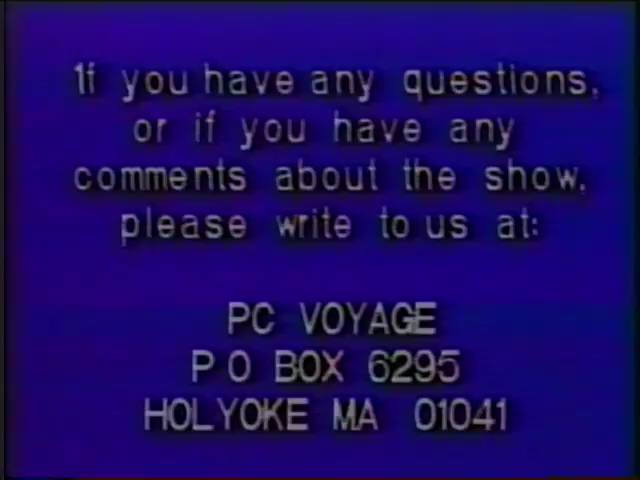 If you have any questions,
or if you have any
comments about the show,
please write to us at:
PC VOYAGE
P O BOX 6295
HOLYOKE MA 01041